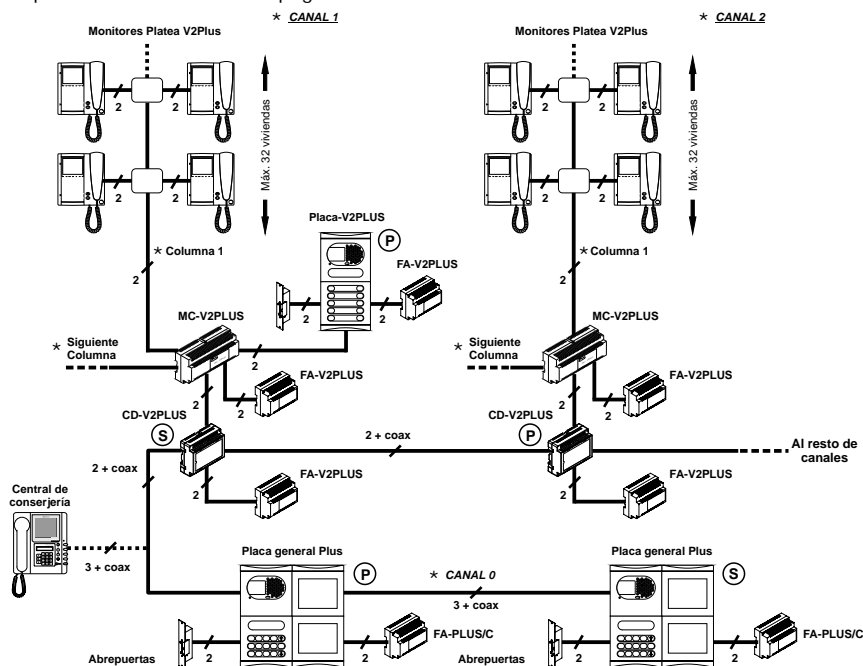 * CANAL 1
* CANAL 2
Monitores Platea V2Plus
Monitores Platea V2Plus
2
2
2
2
Máx. 32 viviendas
Máx. 32 viviendas
2
2
2
2
Placa-V2PLUS
P
* Columna 1
* Columna 1
FA-V2PLUS
2
2
2
2
MC-V2PLUS
MC-V2PLUS
* Siguiente
Columna
* Siguiente
Columna
2
FA-V2PLUS
FA-V2PLUS
2
2
2
2
CD-V2PLUS
S
CD-V2PLUS
P
2 + coax
Al resto de
canales
2 + coax
FA-V2PLUS
FA-V2PLUS
2
2
Central de
conserjería
3 + coax
Placa general Plus
P
* CANAL 0
3 + coax
Placa general Plus
S
FA-PLUS/C
FA-PLUS/C
Abrepuertas
2
2
Abrepuertas
2
2